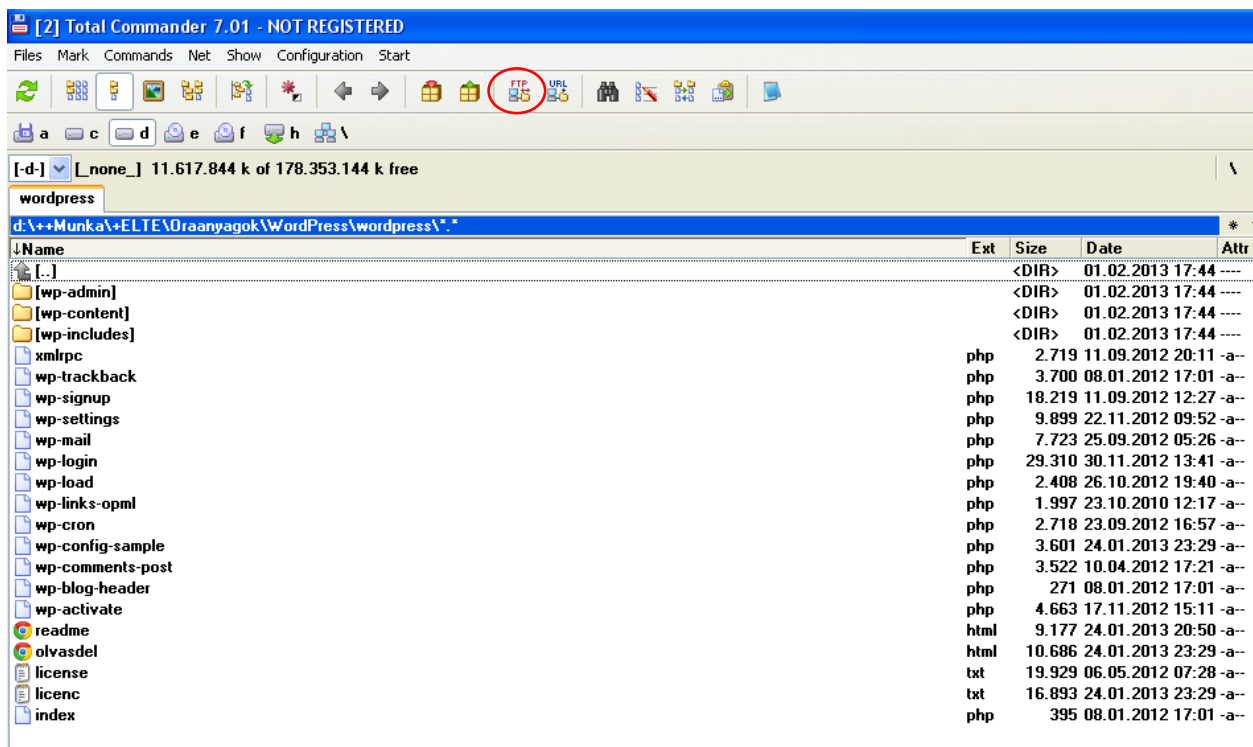 [2] Total Commander 7.01 - NOT REGISTERED
Files Mark Commands Net Show Configuration Start
FTP URL
a c d e f h \
[-d-] [_none_] 11.617.844 k of 178.353.144 k free \
wordpress
d:\++Munka\+ELTE\Oraanyagok\WordPress\wordpress\*.* *
↓Name Ext Size Date Attr
[..] <DIR> 01.02.2013 17:44 ----
[wp-admin] <DIR> 01.02.2013 17:44 ----
[wp-content] <DIR> 01.02.2013 17:44 ----
[wp-includes] <DIR> 01.02.2013 17:44 ----
xmlrpc php 2.719 11.09.2012 20:11 -a--
wp-trackback php 3.700 08.01.2012 17:01 -a--
wp-signup php 18.219 11.09.2012 12:27 -a--
wp-settings php 9.899 22.11.2012 09:52 -a--
wp-mail php 7.723 25.09.2012 05:26 -a--
wp-login php 29.310 30.11.2012 13:41 -a--
wp-load php 2.408 26.10.2012 19:40 -a--
wp-links-opml php 1.997 23.10.2010 12:17 -a--
wp-cron php 2.718 23.09.2012 16:57 -a--
wp-config-sample php 3.601 24.01.2013 23:29 -a--
wp-comments-post php 3.522 10.04.2012 17:21 -a--
wp-blog-header php 271 08.01.2012 17:01 -a--
wp-activate php 4.663 17.11.2012 15:11 -a--
readme html 9.177 24.01.2013 20:50 -a--
olvasdel html 10.686 24.01.2013 23:29 -a--
license txt 19.929 06.05.2012 07:28 -a--
licenc txt 16.893 24.01.2013 23:29 -a--
index php 395 08.01.2012 17:01 -a--